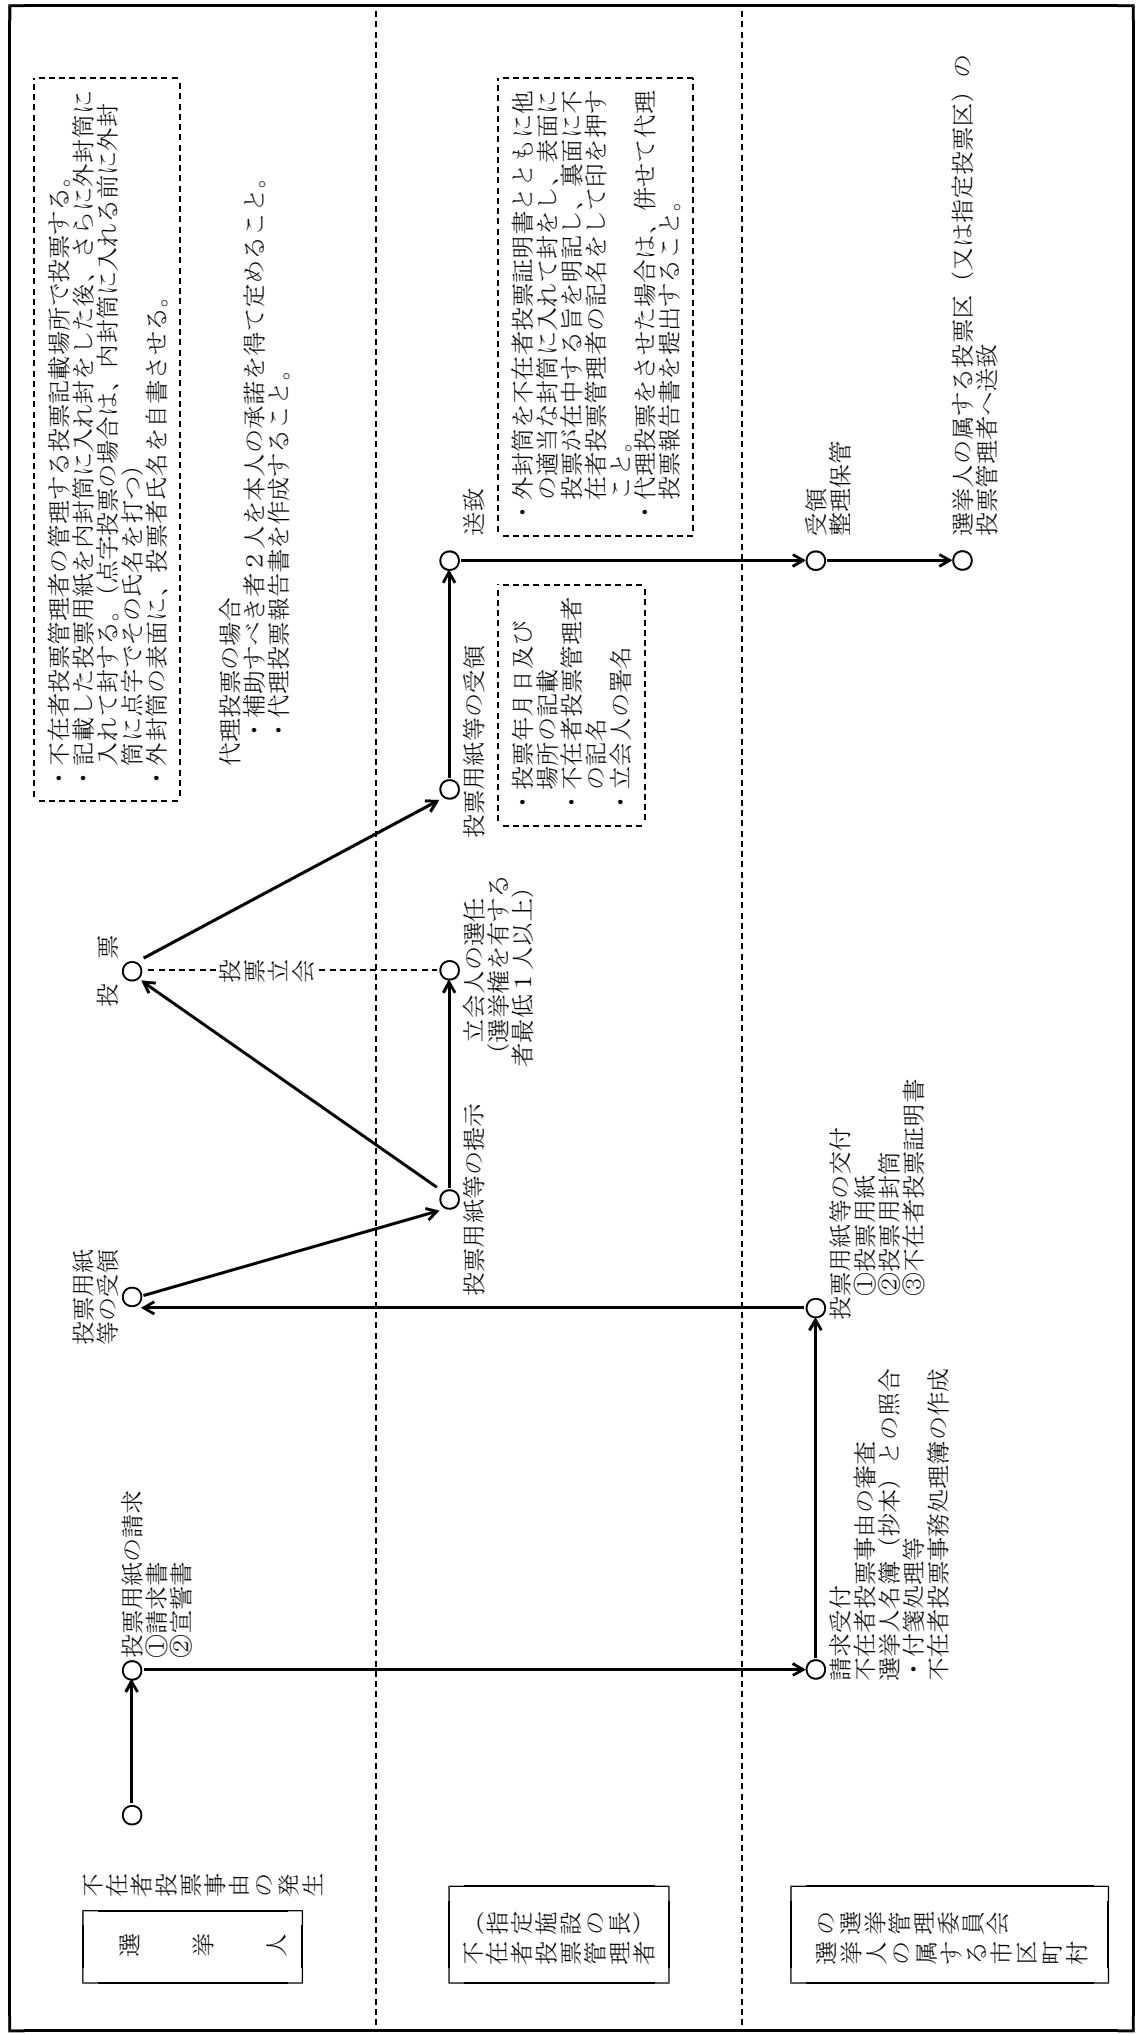 選挙人
不在者投票事由の発生
投票用紙の請求
①請求書
②宣誓書
投票用紙
等の受領
投票
投票立会
・不在者投票管理者の管理する投票記載場所で投票する。
・記載した投票用紙を内封筒に入れ封をした後、さらに外封筒に
入れて封する。（点字投票の場合は、内封筒に入れる前に外封
筒に点字でその氏名を打つ）
・外封筒の表面に、投票者氏名を自書させる。
代理投票の場合
・補助すべき者２人を本人の承諾を得て定めること。
・代理投票報告書を作成すること。
不在者投票管理者
（指定施設の長）
投票用紙等の提示
立会人の選任
（選挙権を有する
者最低１人以上）
投票用紙等の受領
・投票年月日及び
場所の記載
・不在者投票管理者
の記名
・立会人の署名
送致
・外封筒を不在者投票証明書とともに他
の適当な封筒に入れて封をし、表面に
投票が在中する旨を明記し、裏面に不
在者投票管理者の記名をして印を押す
こと。
・代理投票をさせた場合は、併せて代理
投票報告書を提出すること。
選挙人の属する市区町村
の選挙管理委員会
請求受付
不在者投票事由の審査
選挙人名簿（抄本）との照合
・付箋処理等
不在者投票事務処理簿の作成
投票用紙等の交付
①投票用紙
②投票用封筒
③不在者投票証明書
受領
整理保管
選挙人の属する投票区（又は指定投票区）の
投票管理者へ送致